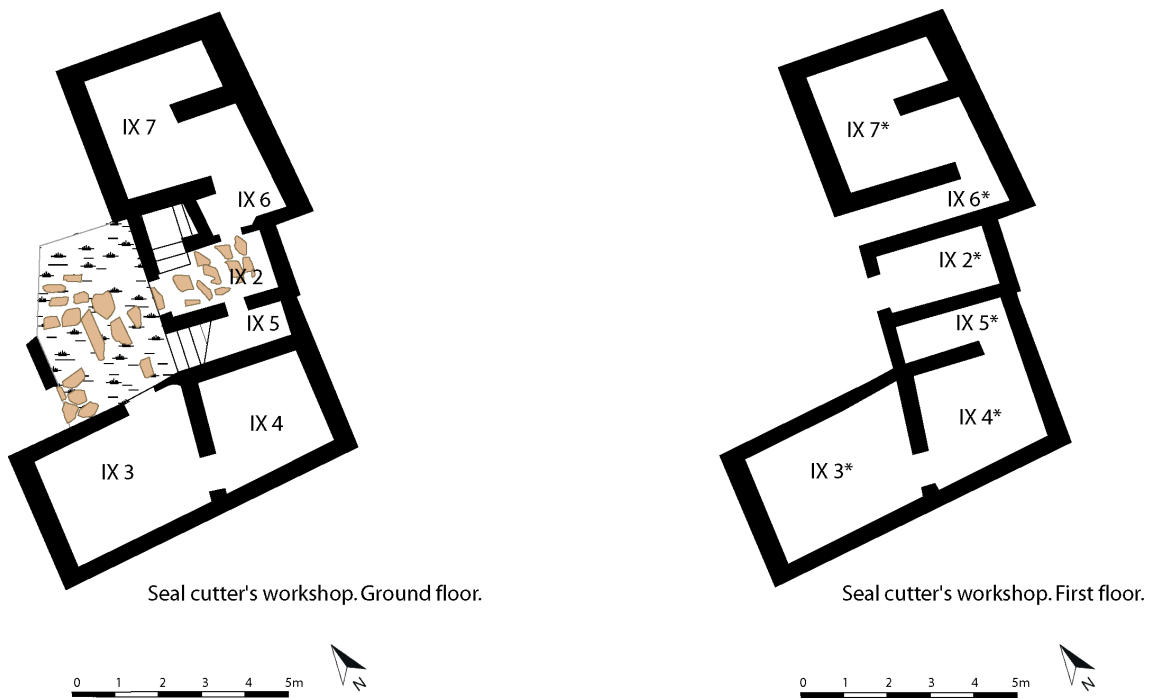 IX 7
IX 6
IX 2
IX 5
IX 4
IX 3
Seal cutter's workshop. Ground floor.
0 1 2 3 4 5m
N
IX 7*
IX 6*
IX 2*
IX 5*
IX 4*
IX 3*
Seal cutter's workshop. First floor.
0 1 2 3 4 5m
N